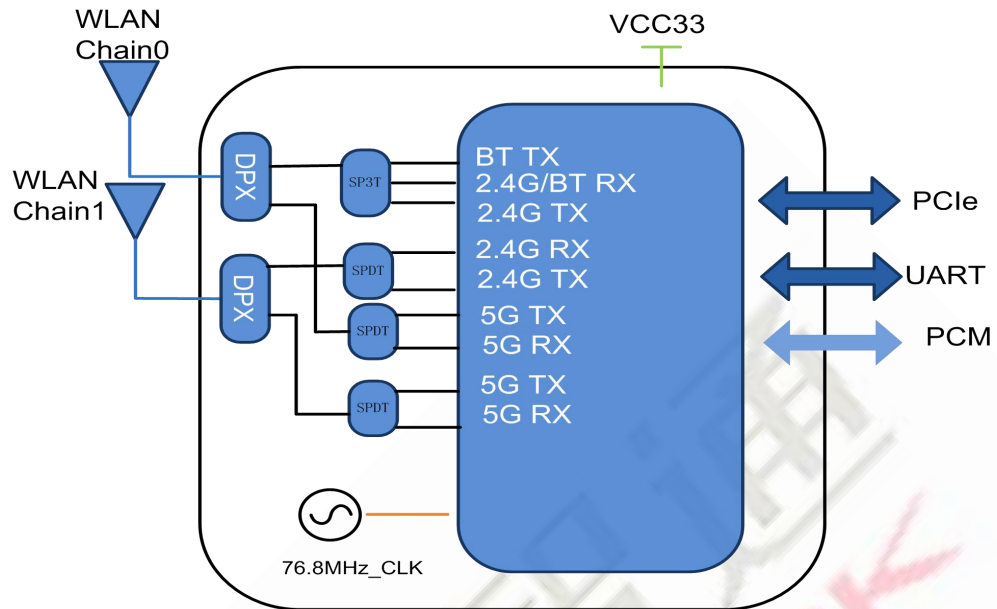 WLAN
Chain0
VCC33
WLAN
Chain1
DPX
DPX
SP3T
SPDT
SPDT
SPDT
BT TX
2.4G/BT RX
2.4G TX
2.4G RX
2.4G TX
5G TX
5G RX
5G TX
5G RX
PCIe
UART
PCM
76.8MHz_CLK